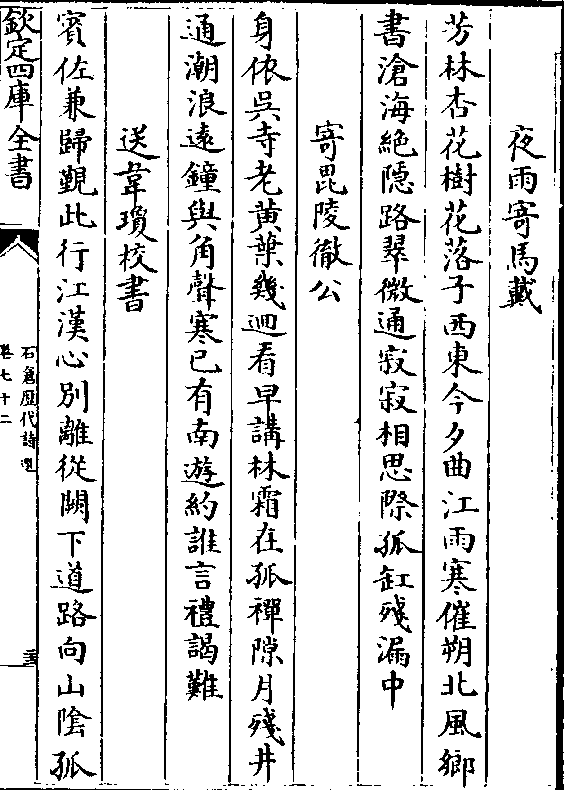 夜雨寄馬戴
芳林杏花樹花落子西東今夕曲江雨寒催朔北風鄉
書滄海絶隱路翠微通寂寂相思際孤缸殘漏中
寄毘陵徹公
身依吳寺老黄葉幾迴看早講林霜在孤禪隙月殘井
通潮浪遠鐘與角聲寒已有南遊約誰言禮謁難
送韋瓊校書
賓佐兼歸覲此行江漢心别離從闕下道路向山陰孤
欽定四庫全書
石倉歴代詩選
卷七十二